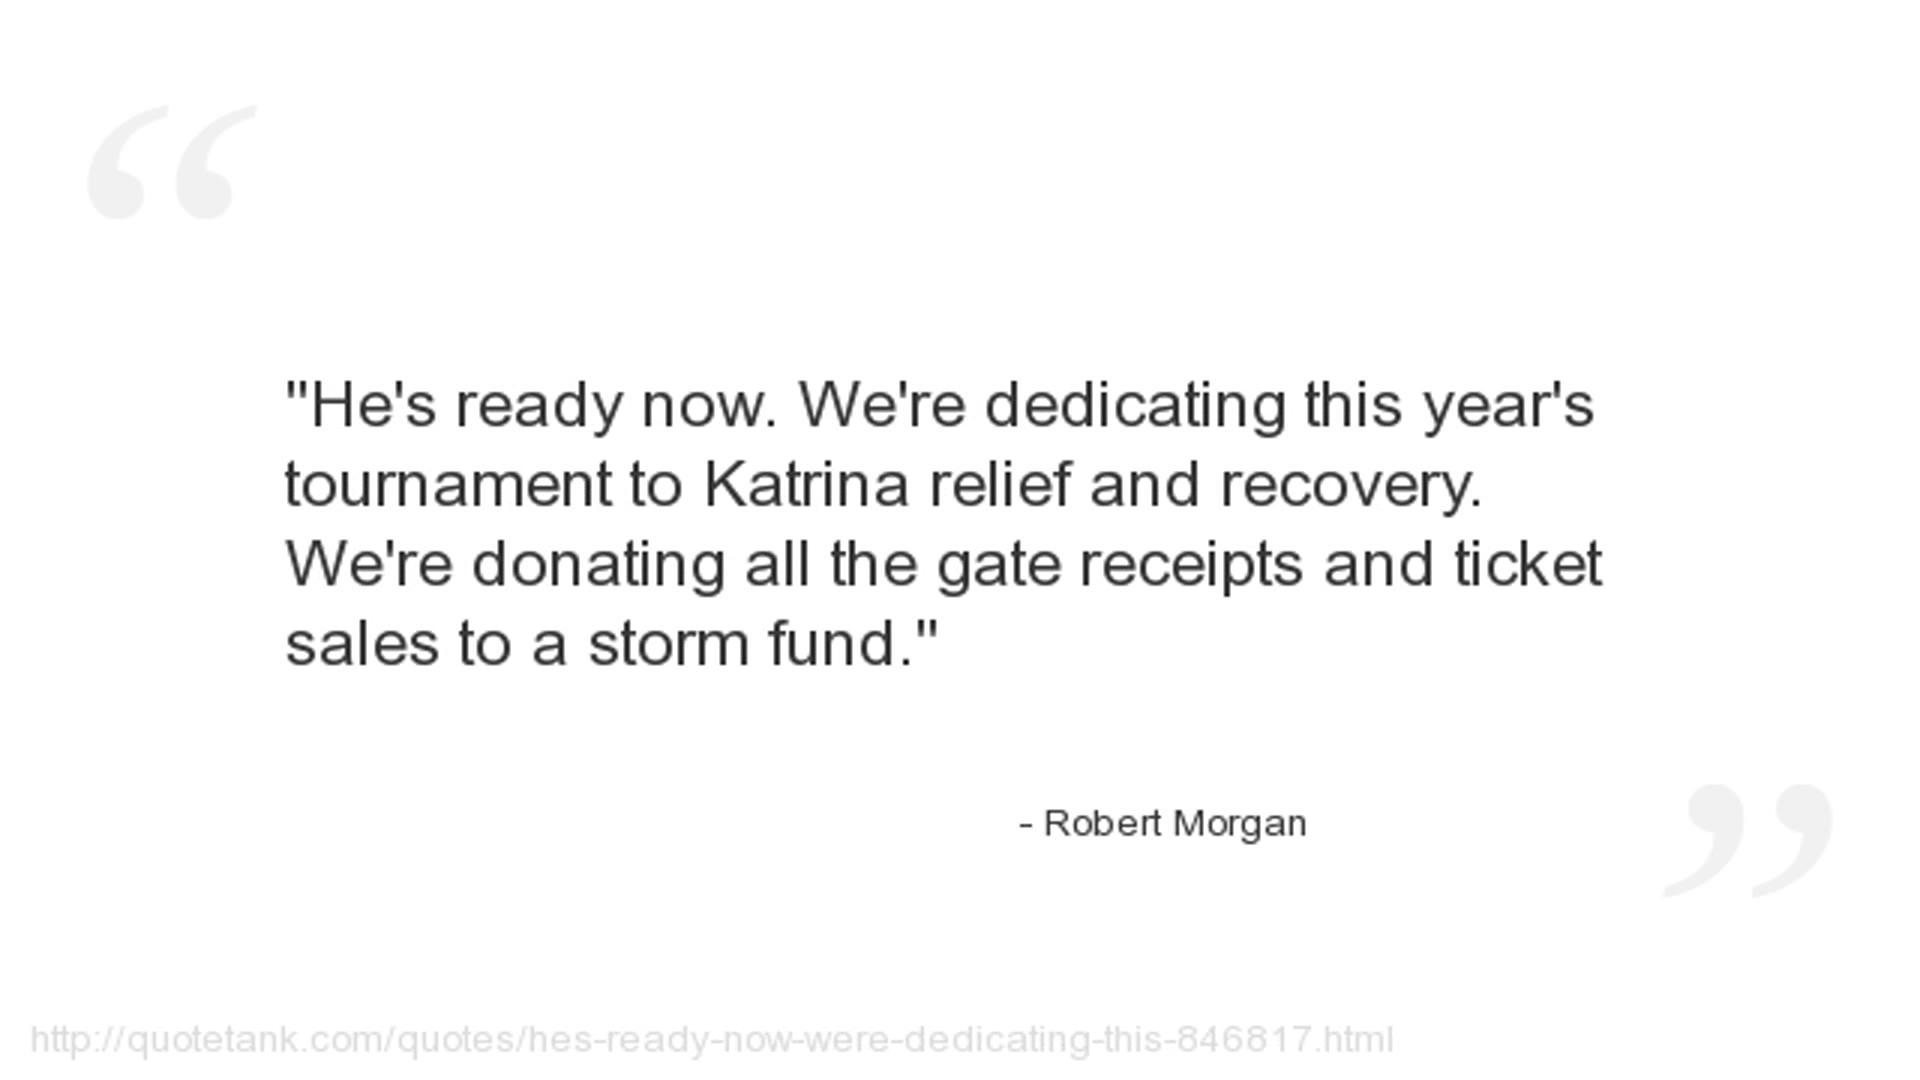 "He's ready now. We're dedicating this year's
tournament to Katrina relief and recovery.
We're donating all the gate receipts and ticket
sales to a storm fund."
- Robert Morgan
http://quotetank.com/quotes/hes-ready-now-were-dedicating-this-846817.html